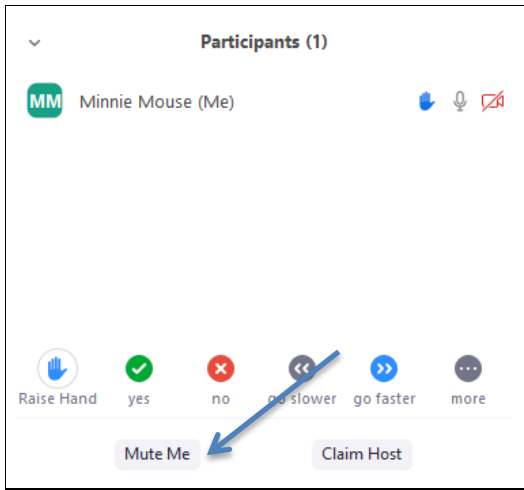 Participants (1)
MM Minnie Mouse (Me)
Raise Hand yes no go slower go faster more
Mute Me Claim Host